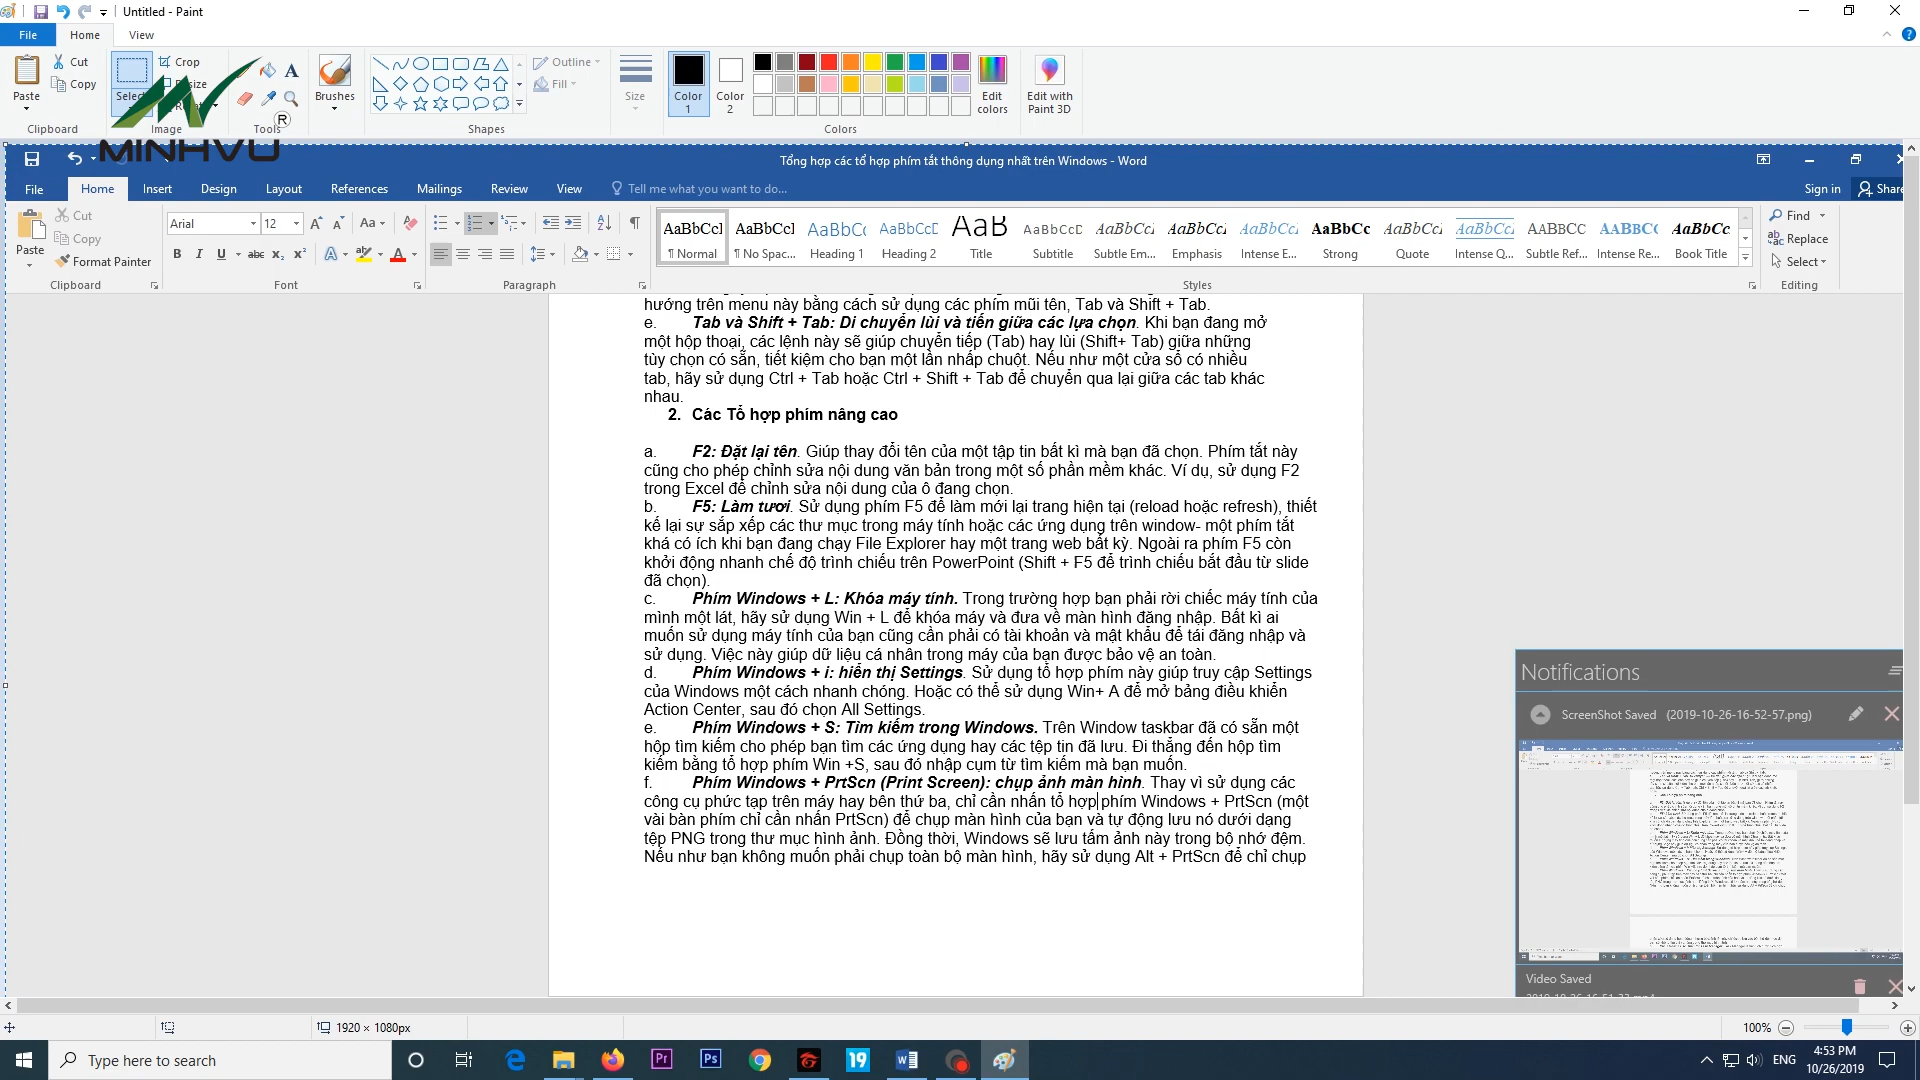 Untitled - Paint
File Home View
Paste Cut Copy Clipboard
Select Crop Image
Tools
Brushes
Shapes
Outline
Fill
Size
Color 1
Color 2
Colors
Edit colors
Edit with Paint 3D
MINHVU ®
Tổng hợp các tổ hợp phím tắt thông dụng nhất trên Windows - Word
File Home Insert Design Layout References Mailings Review View Tell me what you want to do... Sign in Share
Paste Cut Copy Format Painter Clipboard
Arial 12 Aa
B I U abc x₂ x² A A
Font
Paragraph
AaBbCcI AaBbCcI AaBbCc AaBbCcD AaB AaBbCcD AaBbCcI AaBbCcI AaBbCcI AaBbCc AaBbCcI AaBbCcI AABBCC AABBCC AaBbCc
¶ Normal ¶ No Spac... Heading 1 Heading 2 Title Subtitle Subtle Em... Emphasis Intense E... Strong Quote Intense Q... Subtle Ref... Intense Re... Book Title
Styles
Find
Replace
Select
Editing
hướng trên menu này bằng cách sử dụng các phím mũi tên, Tab và Shift + Tab.
e. Tab và Shift + Tab: Di chuyển lùi và tiến giữa các lựa chọn. Khi bạn đang mở
một hộp thoại, các lệnh này sẽ giúp chuyển tiếp (Tab) hay lùi (Shift+ Tab) giữa những
tùy chọn có sẵn, tiết kiệm cho bạn một lần nhấp chuột. Nếu như một cửa sổ có nhiều
tab, hãy sử dụng Ctrl + Tab hoặc Ctrl + Shift + Tab để chuyển qua lại giữa các tab khác
nhau.
2. Các Tổ hợp phím nâng cao
a. F2: Đặt lại tên. Giúp thay đổi tên của một tập tin bất kì mà bạn đã chọn. Phím tắt này
cũng cho phép chỉnh sửa nội dung văn bản trong một số phần mềm khác. Ví dụ, sử dụng F2
trong Excel để chỉnh sửa nội dung của ô đang chọn.
b. F5: Làm tươi. Sử dụng phím F5 để làm mới lại trang hiện tại (reload hoặc refresh), thiết
kế lại sự sắp xếp các thư mục trong máy tính hoặc các ứng dụng trên window- một phím tắt
khá có ích khi bạn đang chạy File Explorer hay một trang web bất kỳ. Ngoài ra phím F5 còn
khởi động nhanh chế độ trình chiếu trên PowerPoint (Shift + F5 để trình chiếu bắt đầu từ slide
đã chọn).
c. Phím Windows + L: Khóa máy tính. Trong trường hợp bạn phải rời chiếc máy tính của
mình một lát, hãy sử dụng Win + L để khóa máy và đưa về màn hình đăng nhập. Bất kì ai
muốn sử dụng máy tính của bạn cũng cần phải có tài khoản và mật khẩu để tái đăng nhập và
sử dụng. Việc này giúp dữ liệu cá nhân trong máy của bạn được bảo vệ an toàn.
d. Phím Windows + i: hiển thị Settings. Sử dụng tổ hợp phím này giúp truy cập Settings
của Windows một cách nhanh chóng. Hoặc có thể sử dụng Win+ A để mở bảng điều khiển
Action Center, sau đó chọn All Settings.
e. Phím Windows + S: Tìm kiếm trong Windows. Trên Window taskbar đã có sẵn một
hộp tìm kiếm cho phép bạn tìm các ứng dụng hay các tệp tin đã lưu. Đi thẳng đến hộp tìm
kiếm bằng tổ hợp phím Win +S, sau đó nhập cụm từ tìm kiếm mà bạn muốn.
f. Phím Windows + PrtScn (Print Screen): chụp ảnh màn hình. Thay vì sử dụng các
công cụ phức tạp trên máy hay bên thứ ba, chỉ cần nhấn tổ hợp phím Windows + PrtScn (một
vài bàn phím chỉ cần nhấn PrtScn) để chụp màn hình của bạn và tự động lưu nó dưới dạng
tệp PNG trong thư mục hình ảnh. Đồng thời, Windows sẽ lưu tấm ảnh này trong bộ nhớ đệm.
Nếu như bạn không muốn phải chụp toàn bộ màn hình, hãy sử dụng Alt + PrtScn để chỉ chụp
Notifications
ScreenShot Saved (2019-10-26-16-52-57.png)
Video Saved
1920 × 1080px
100%
Type here to search
Pr Ps 19
ENG
4:53 PM
10/26/2019